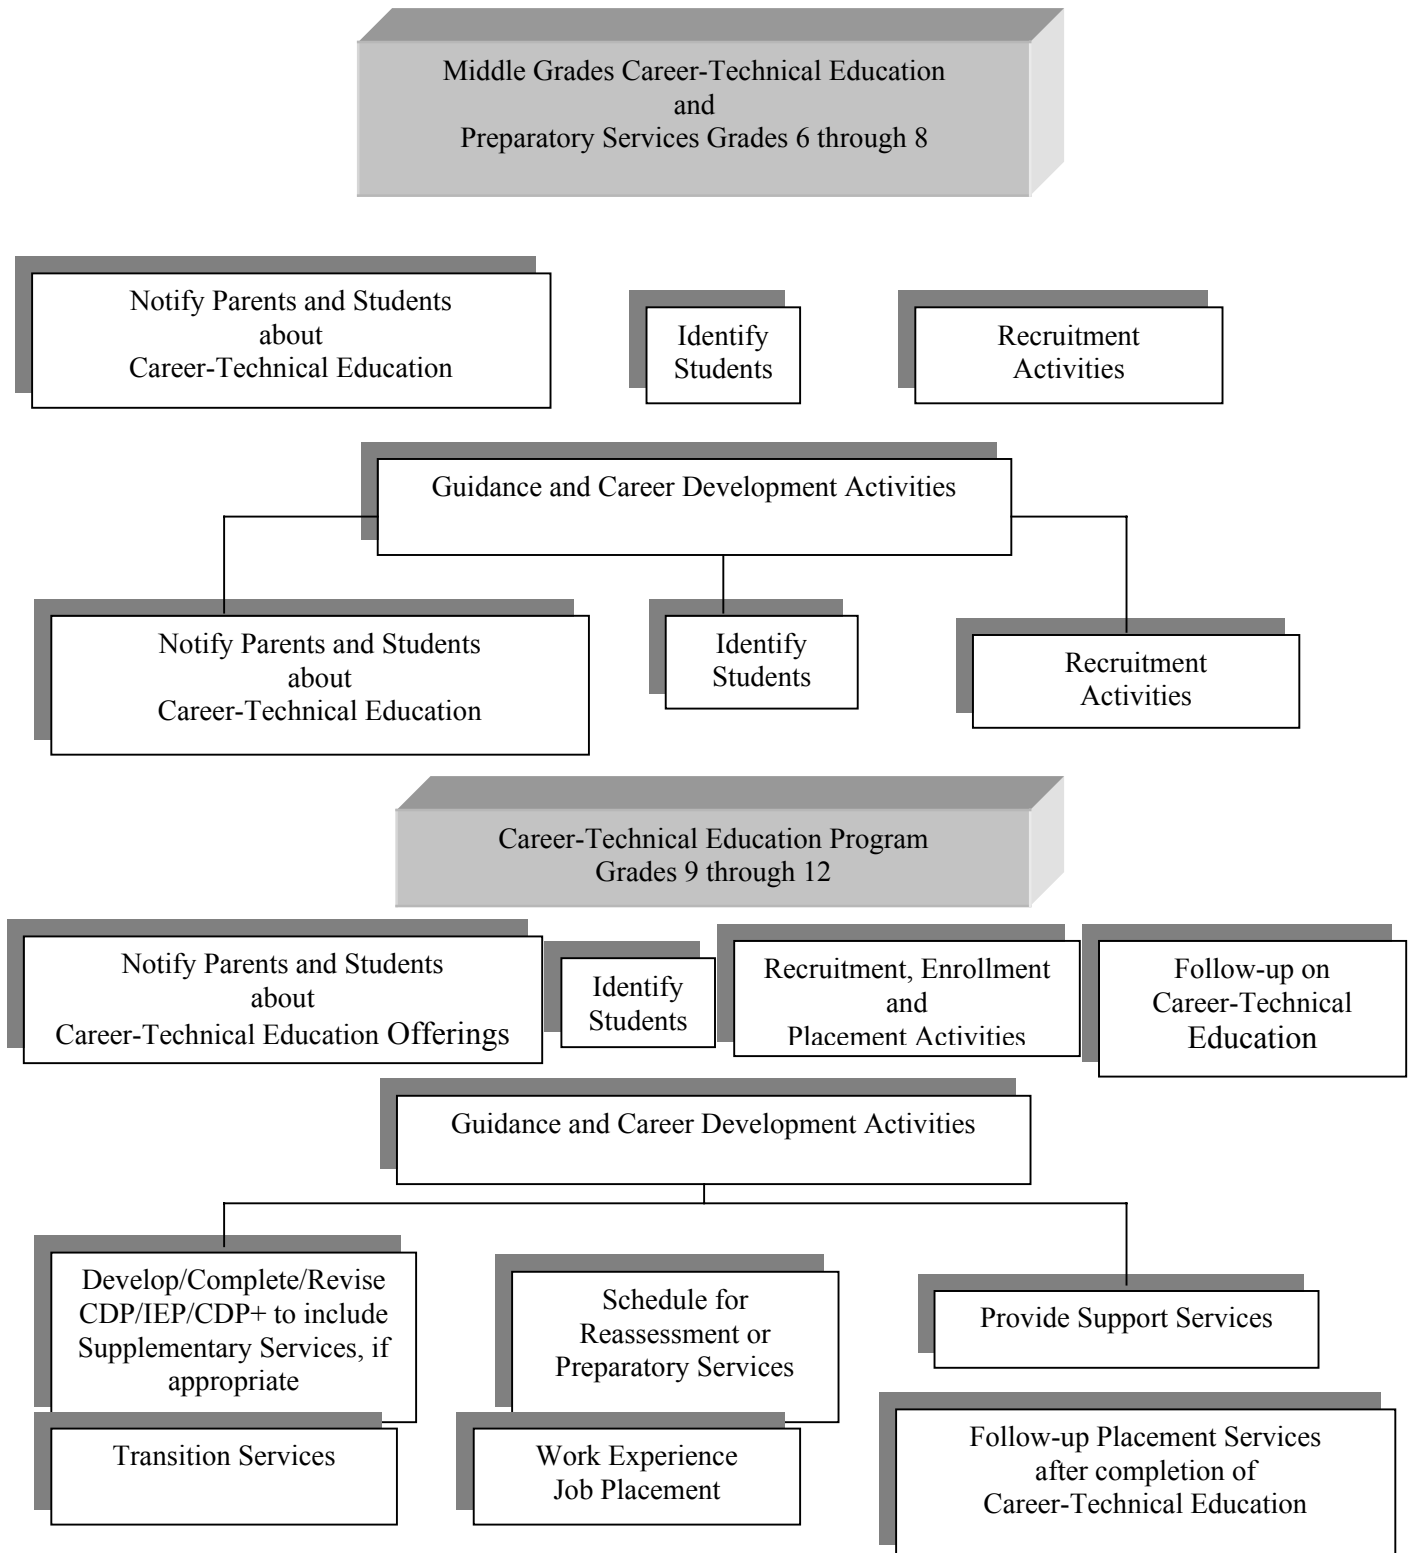 Middle Grades Career-Technical Education
and
Preparatory Services Grades 6 through 8
Notify Parents and Students
about
Career-Technical Education
Identify
Students
Recruitment
Activities
Guidance and Career Development Activities
Notify Parents and Students
about
Career-Technical Education
Identify
Students
Recruitment
Activities
Career-Technical Education Program
Grades 9 through 12
Notify Parents and Students
about
Career-Technical Education Offerings
Identify
Students
Recruitment, Enrollment
and
Placement Activities
Follow-up on
Career-Technical
Education
Guidance and Career Development Activities
Develop/Complete/Revise
CDP/IEP/CDP+ to include
Supplementary Services, if
appropriate
Schedule for
Reassessment or
Preparatory Services
Provide Support Services
Transition Services
Work Experience
Job Placement
Follow-up Placement Services
after completion of
Career-Technical Education